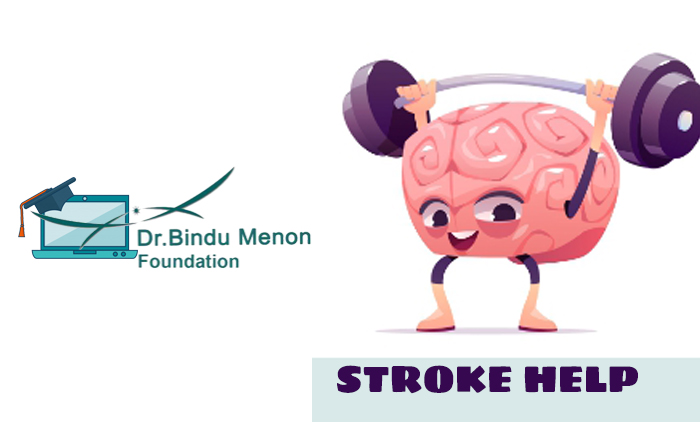 Dr.Bindu Menon
Foundation
STROKE HELP